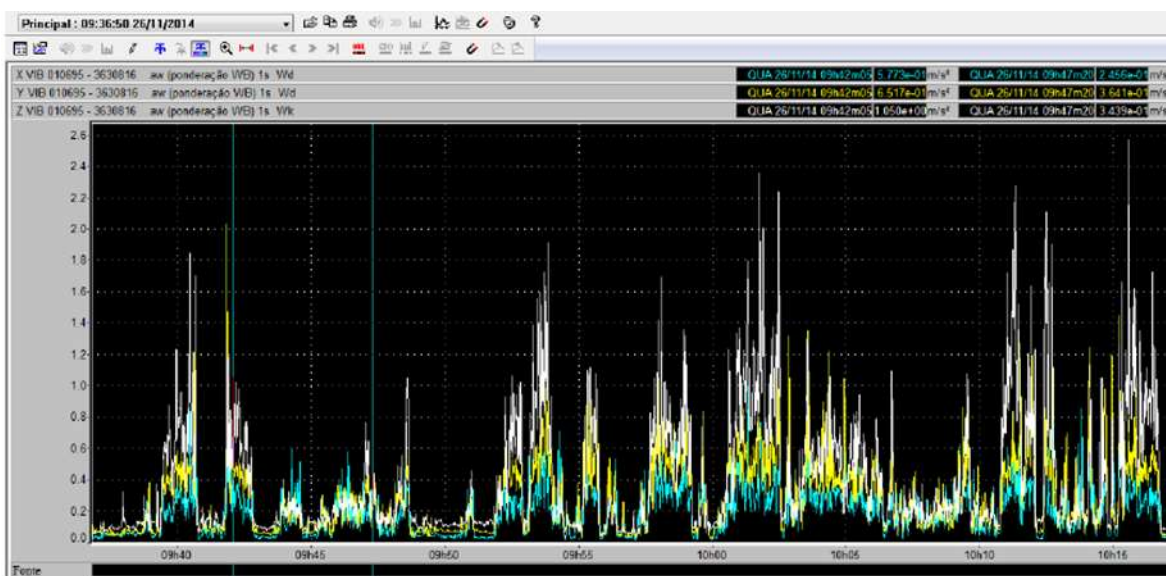 Principal : 09:36:50 26/11/2014
X VIB 010695 - 3630816 aw (ponderação WB) 1s Wd QUA 26/11/14 09h42m05 5.773e-01 m/s² QUA 26/11/14 09h47m20 2.456e-01 m/s
Y VIB 010695 - 3630816 aw (ponderação WB) 1s Wd QUA 26/11/14 09h42m05 6.517e-01 m/s² QUA 26/11/14 09h47m20 3.641e-01 m/s
Z VIB 010695 - 3630816 aw (ponderação WB) 1s Wk QUA 26/11/14 09h42m05 1.050e+00 m/s² QUA 26/11/14 09h47m20 3.439e-01 m/s
2.6
2.4
2.2
2.0
1.8
1.6
1.4
1.2
1.0
0.8
0.6
0.4
0.2
0.0
09h40 09h45 09h50 09h55 10h00 10h05 10h10 10h15
Fonte